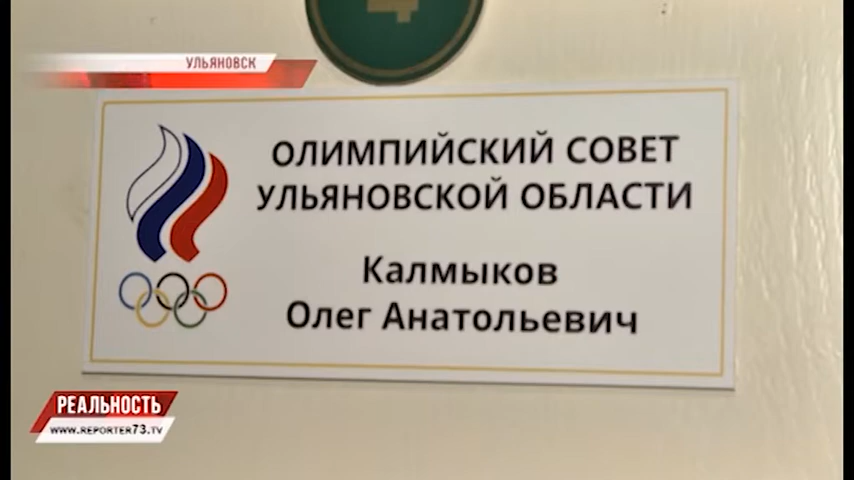 УЛЬЯНОВСК
ОЛИМПИЙСКИЙ СОВЕТ
УЛЬЯНОВСКОЙ ОБЛАСТИ
Калмыков
Олег Анатольевич
РЕАЛЬНОСТЬ
WWW.REPORTER73.TV